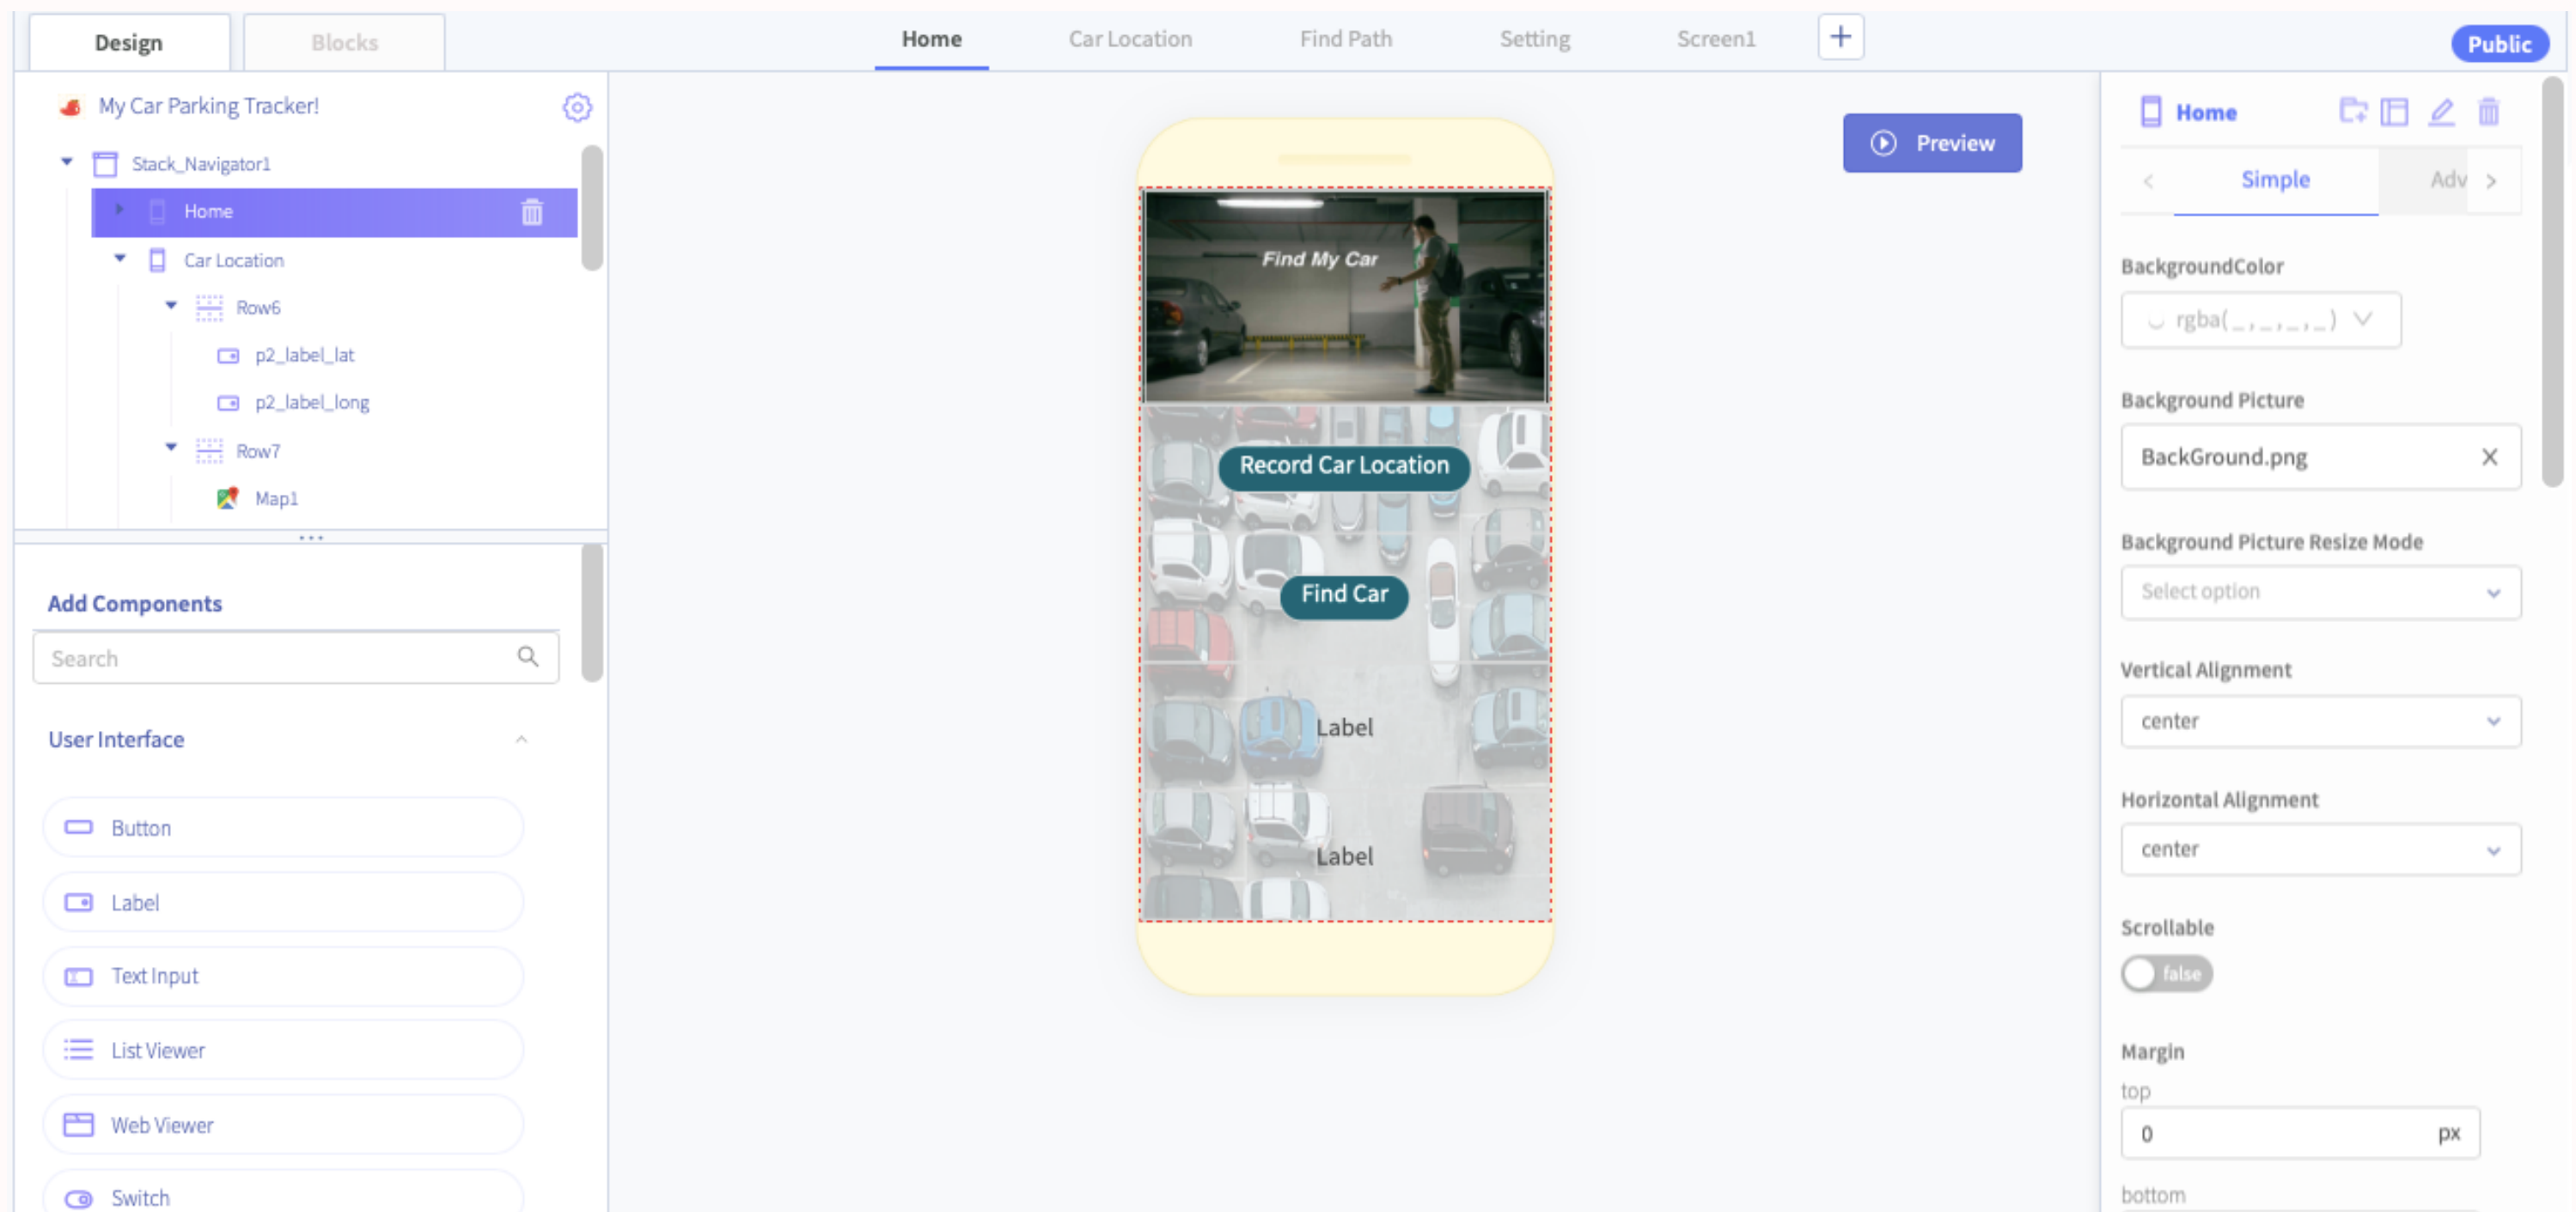 Design
Blocks
Home
Car Location
Find Path
Setting
Screen1
Public
My Car Parking Tracker!
Stack_Navigator1
Home
Car Location
Row6
p2_label_lat
p2_label_long
Row7
Map1
Add Components
Search
User Interface
Button
Label
Text Input
List Viewer
Web Viewer
Switch
Preview
Find My Car
Record Car Location
Find Car
Label
Label
Home
Simple
Adv
BackgroundColor
rgba(_,_,_,_)
Background Picture
BackGround.png
Background Picture Resize Mode
Select option
Vertical Alignment
center
Horizontal Alignment
center
Scrollable
false
Margin
top
0 px
bottom